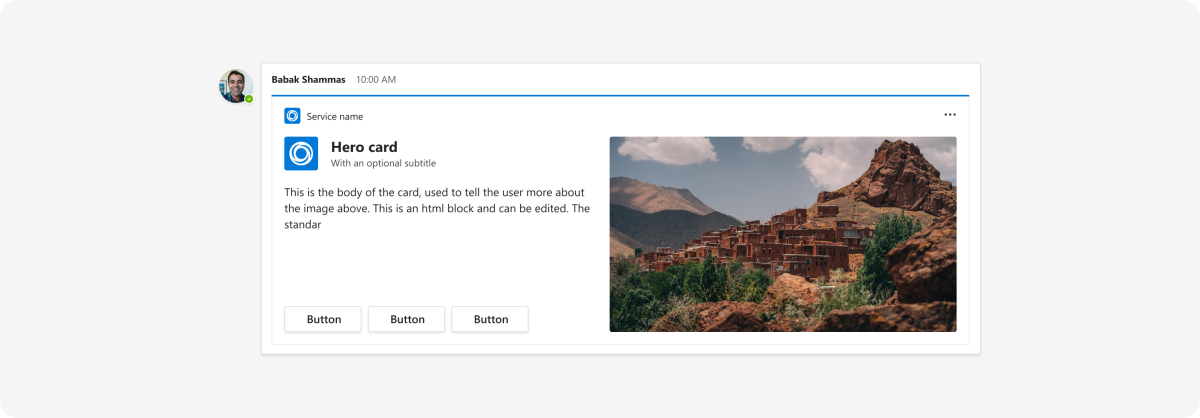 Babak Shammas 10:00 AM
Service name
Hero card
With an optional subtitle
This is the body of the card, used to tell the user more about
the image above. This is an html block and can be edited. The
standar
Button Button Button